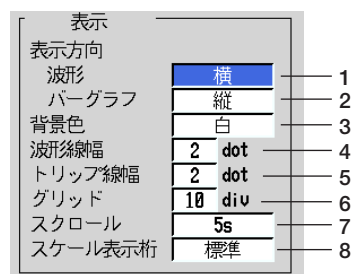 表示
表示方向
波形 横 1
バーグラフ 縦 2
背景色 白 3
波形線幅 2 dot 4
トリップ線幅 2 dot 5
グリッド 10 div 6
スクロール 5s 7
スケール表示桁 標準 8